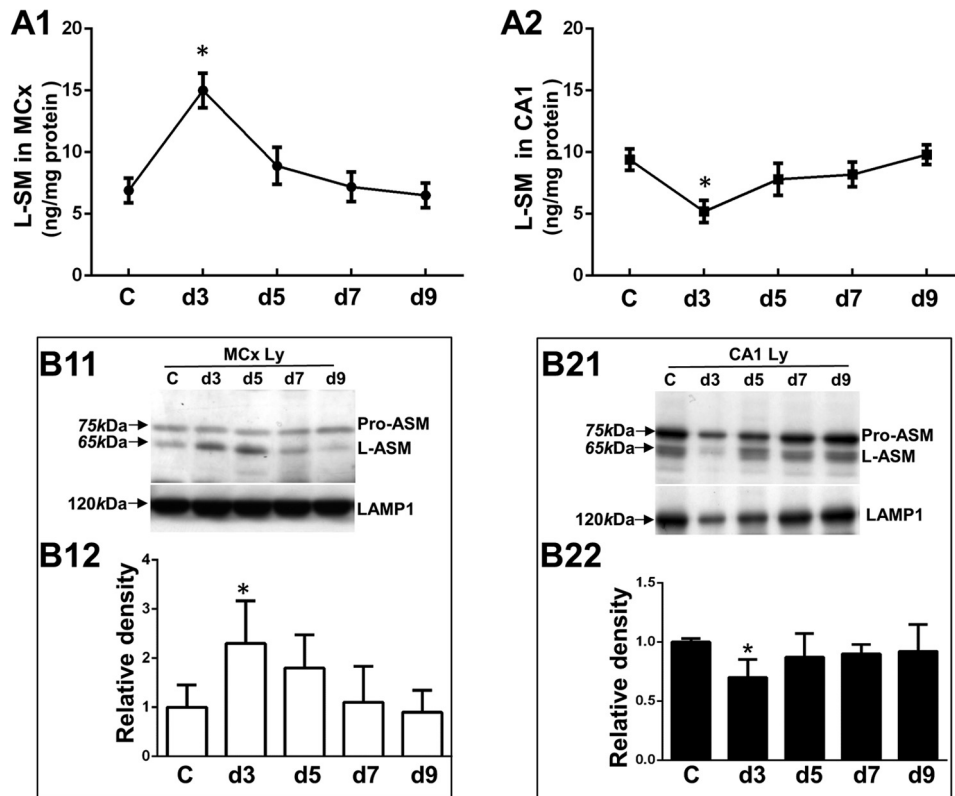 A1
L-SM in MCx
(ng/mg protein)
20
15
10
5
0
*
C d3 d5 d7 d9
A2
L-SM in CA1
(ng/mg protein)
20
15
10
5
0
*
C d3 d5 d7 d9
B11
MCx Ly
C d3 d5 d7 d9
75kDa
Pro-ASM
65kDa
L-ASM
120kDa
LAMP1
B12
Relative density
4
3
2
1
0
*
C d3 d5 d7 d9
B21
CA1 Ly
C d3 d5 d7 d9
75kDa
Pro-ASM
65kDa
L-ASM
120kDa
LAMP1
B22
Relative density
1.5
1.0
0.5
0.0
*
C d3 d5 d7 d9